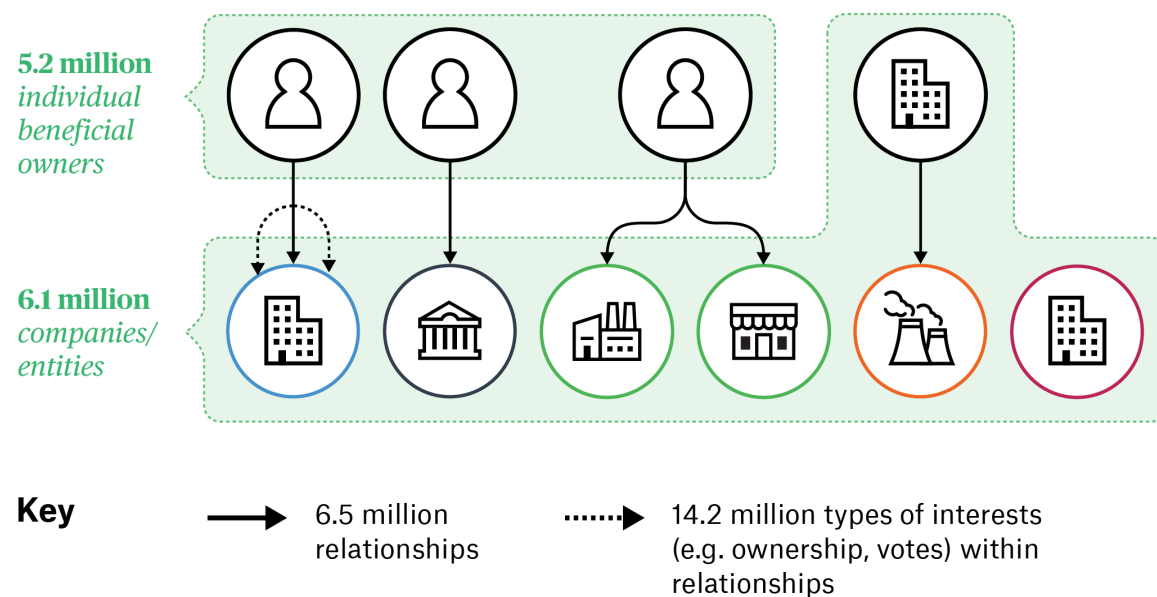 5.2 million
individual
beneficial
owners
6.1 million
companies/
entities
Key
6.5 million
relationships
14.2 million types of interests
(e.g. ownership, votes) within
relationships